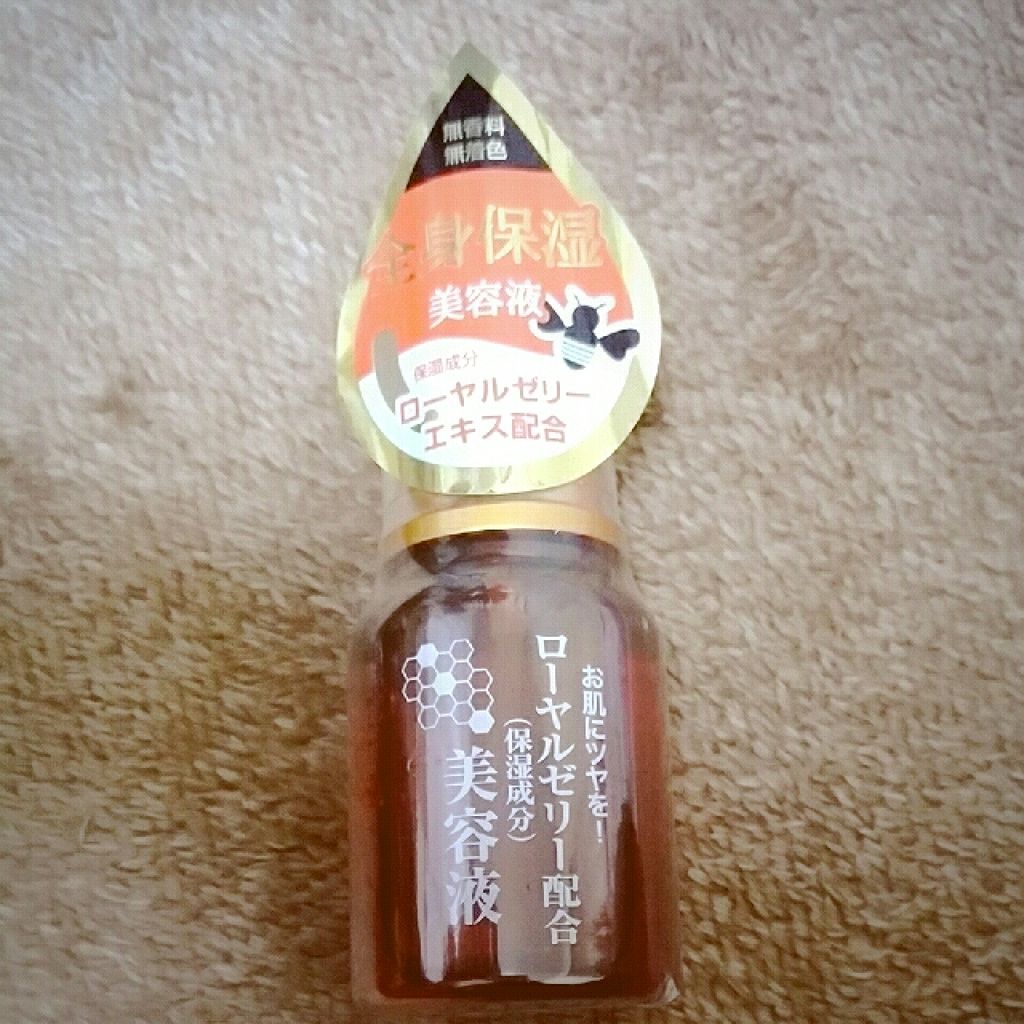 無香料
無着色
全身保湿
美容液
保湿成分
ローヤルゼリー
エキス配合
お肌にツヤを!
ローヤルゼリー配合
(保湿成分)
美容液